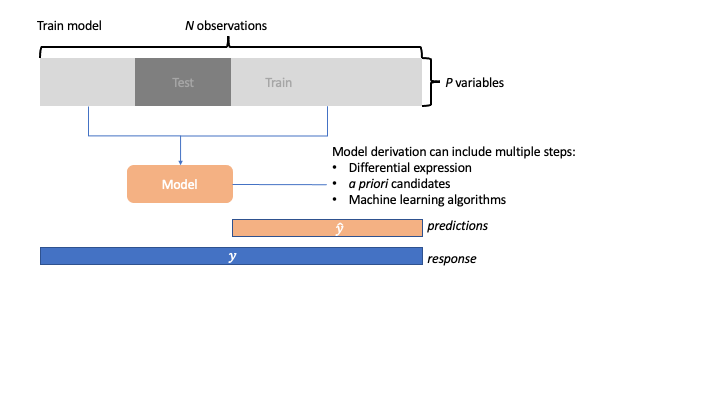 Train model
N observations
Test
Train
P variables
Model derivation can include multiple steps:
• Differential expression
• a priori candidates
• Machine learning algorithms
Model
ŷ
predictions
y
response